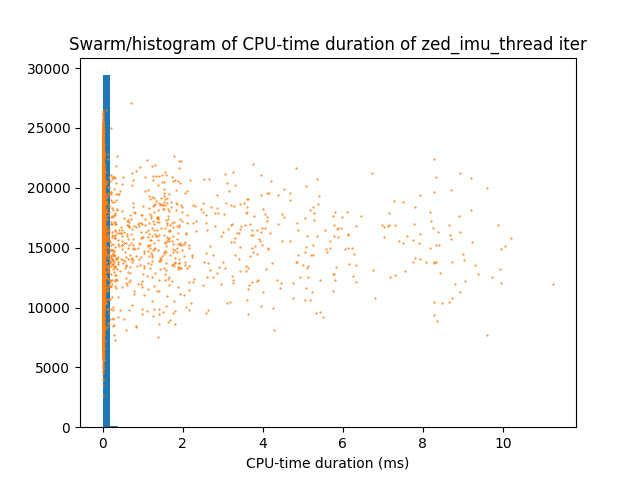 Swarm/histogram of CPU-time duration of zed_imu_thread iter
30000
25000
20000
15000
10000
5000
0
0 2 4 6 8 10
CPU-time duration (ms)